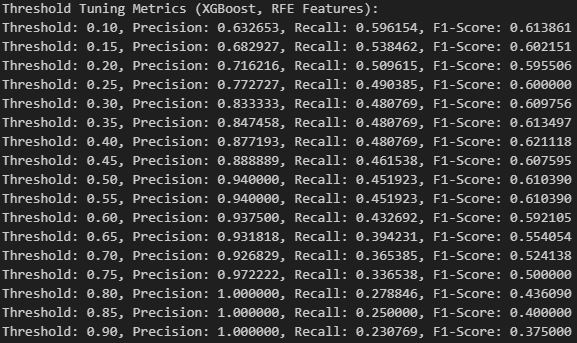 Threshold Tuning Metrics (XGBoost, RFE Features):
Threshold: 0.10, Precision: 0.632653, Recall: 0.596154, F1-Score: 0.613861
Threshold: 0.15, Precision: 0.682927, Recall: 0.538462, F1-Score: 0.602151
Threshold: 0.20, Precision: 0.716216, Recall: 0.509615, F1-Score: 0.595506
Threshold: 0.25, Precision: 0.772727, Recall: 0.490385, F1-Score: 0.600000
Threshold: 0.30, Precision: 0.833333, Recall: 0.480769, F1-Score: 0.609756
Threshold: 0.35, Precision: 0.847458, Recall: 0.480769, F1-Score: 0.613497
Threshold: 0.40, Precision: 0.877193, Recall: 0.480769, F1-Score: 0.621118
Threshold: 0.45, Precision: 0.888889, Recall: 0.461538, F1-Score: 0.607595
Threshold: 0.50, Precision: 0.940000, Recall: 0.451923, F1-Score: 0.610390
Threshold: 0.55, Precision: 0.940000, Recall: 0.451923, F1-Score: 0.610390
Threshold: 0.60, Precision: 0.937500, Recall: 0.432692, F1-Score: 0.592105
Threshold: 0.65, Precision: 0.931818, Recall: 0.394231, F1-Score: 0.554054
Threshold: 0.70, Precision: 0.926829, Recall: 0.365385, F1-Score: 0.524138
Threshold: 0.75, Precision: 0.972222, Recall: 0.336538, F1-Score: 0.500000
Threshold: 0.80, Precision: 1.000000, Recall: 0.278846, F1-Score: 0.436090
Threshold: 0.85, Precision: 1.000000, Recall: 0.250000, F1-Score: 0.400000
Threshold: 0.90, Precision: 1.000000, Recall: 0.230769, F1-Score: 0.375000